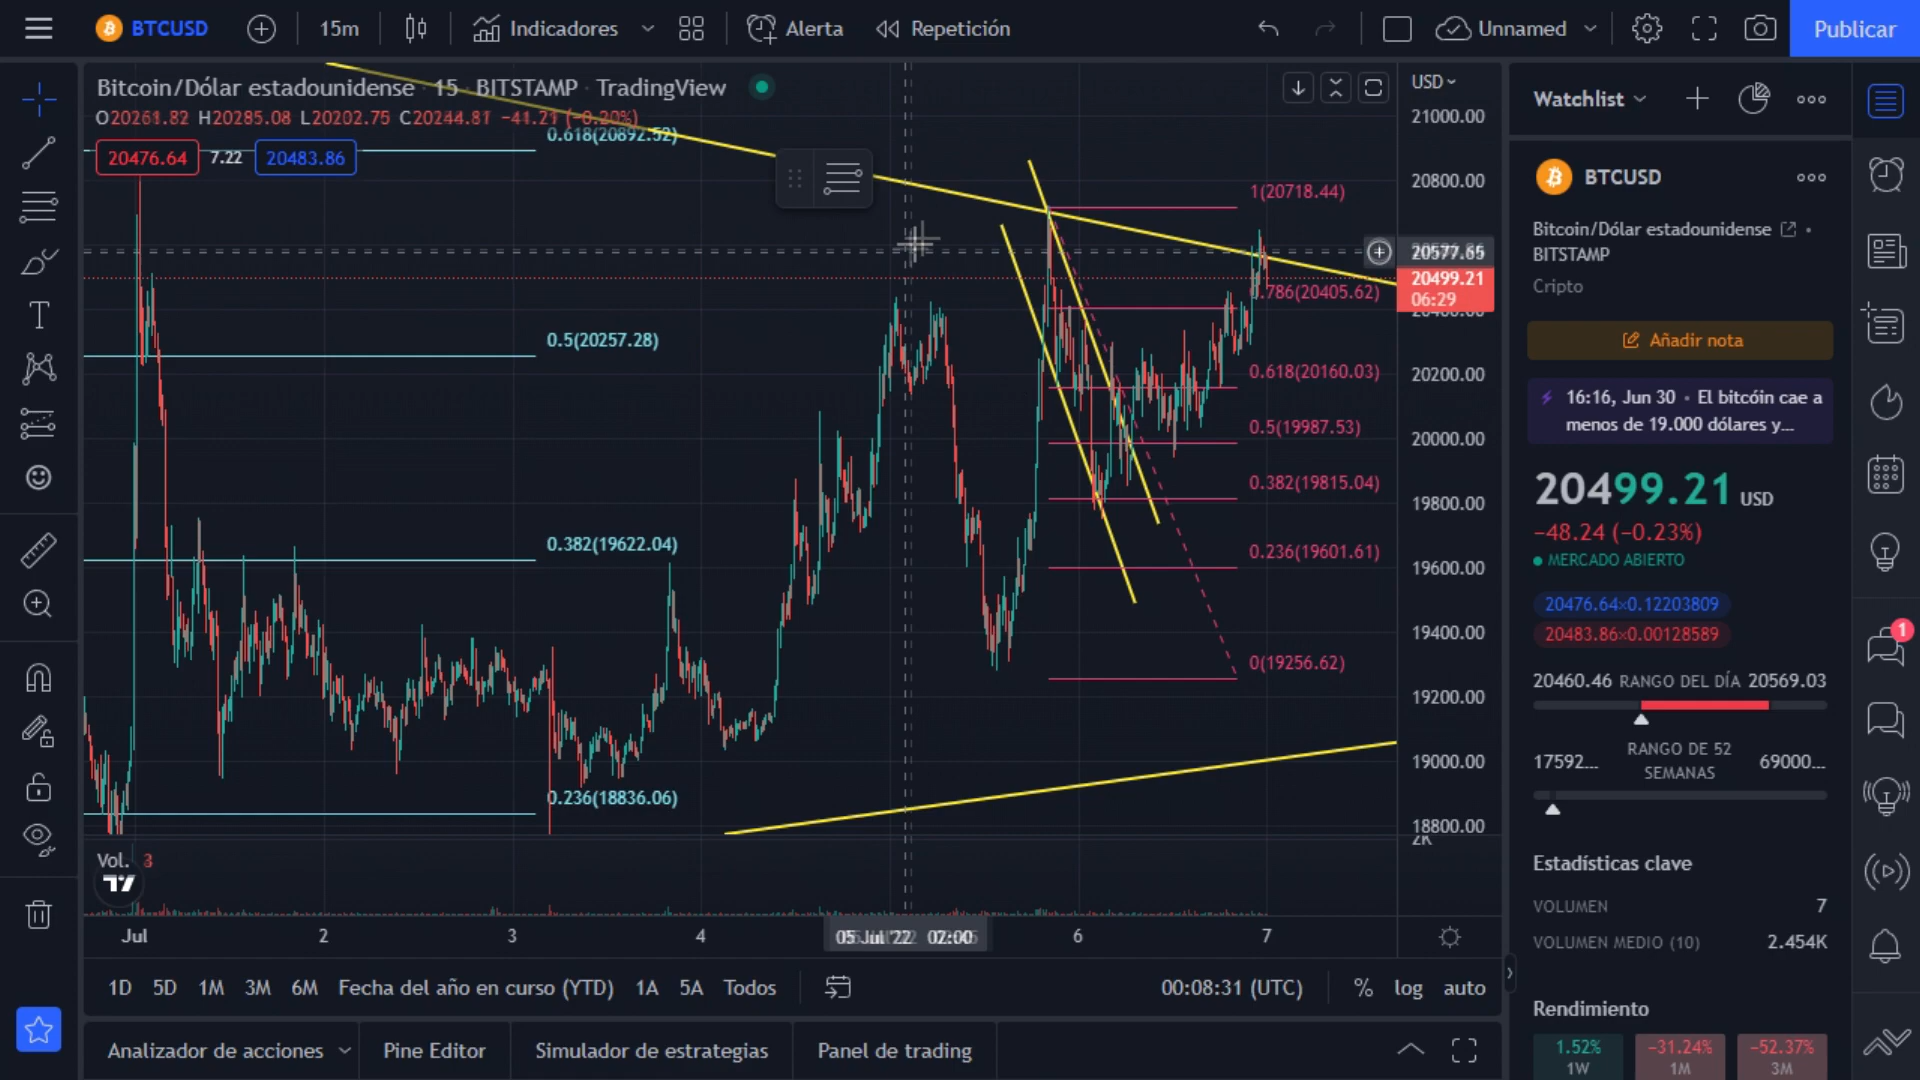 BTCUSD 15m Indicadores Alerta Repetición Unnamed Publicar
Bitcoin/Dólar estadounidense · 15 · BITSTAMP · TradingView
O20261.82 H20285.08 L20202.75 C20244.81 −41.21 (−0.20%)
20476.64 7.22 20483.86
0.618(20892.52)
0.5(20257.28)
0.382(19622.04)
0.236(18836.06)
1(20718.44)
0.786(20405.62)
0.618(20160.03)
0.5(19987.53)
0.382(19815.04)
0.236(19601.61)
0(19256.62)
USD
21000.00
20800.00
20577.65
20499.21
06:29
20400.00
20200.00
20000.00
19800.00
19600.00
19400.00
19200.00
19000.00
18800.00
2K
Vol. 3
Jul 2 3 4 05 Jul '22 02:00 6 7
1D 5D 1M 3M 6M Fecha del año en curso (YTD) 1A 5A Todos 00:08:31 (UTC) % log auto
Analizador de acciones Pine Editor Simulador de estrategias Panel de trading
Watchlist
BTCUSD
Bitcoin/Dólar estadounidense •
BITSTAMP
Cripto
Añadir nota
16:16, Jun 30 • El bitcóin cae a
menos de 19.000 dólares y...
20499.21 USD
−48.24 (−0.23%)
MERCADO ABIERTO
20476.64×0.12203809
20483.86×0.00128589
20460.46 RANGO DEL DÍA 20569.03
17592... RANGO DE 52 SEMANAS 69000...
Estadísticas clave
VOLUMEN 7
VOLUMEN MEDIO (10) 2.454K
Rendimiento
1.52% −31.24% −52.37%
1W 1M 3M
1